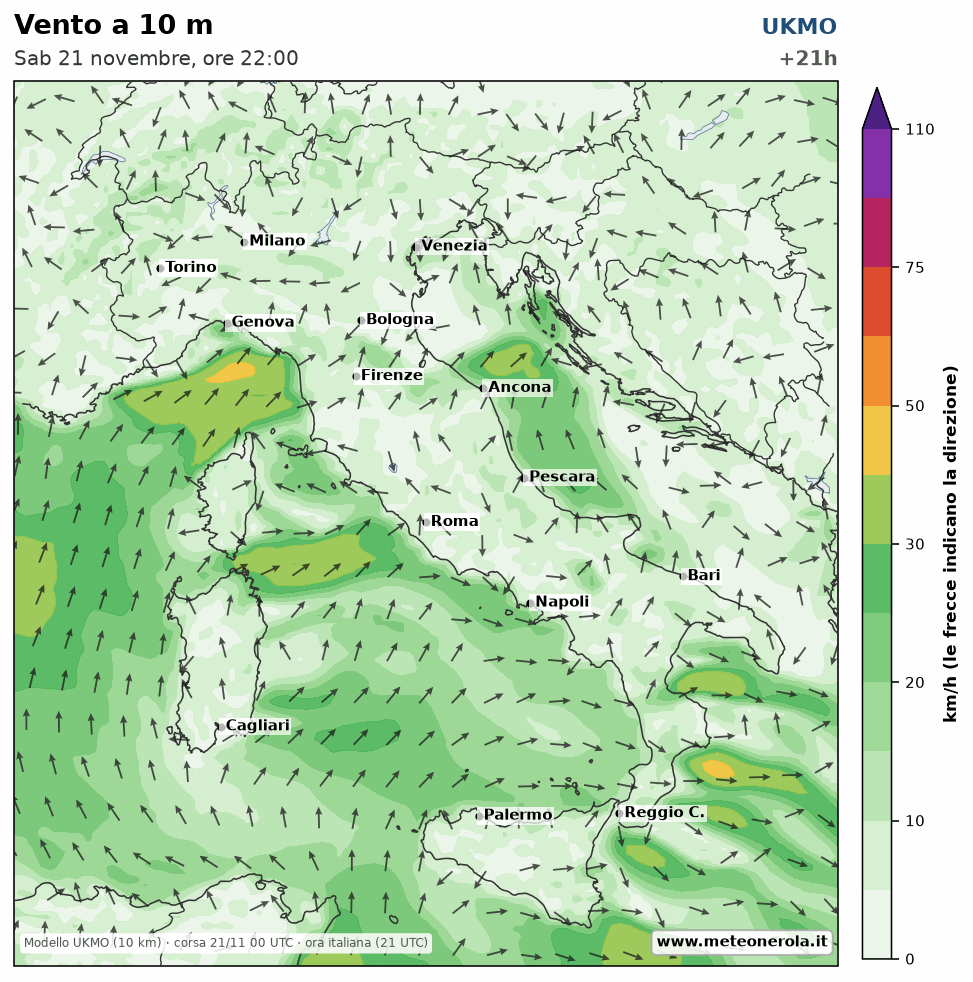 Vento a 10 m
UKMO
Sab 21 novembre, ore 22:00
+21h
110
75
50
30
20
10
0
km/h (le frecce indicano la direzione)
Milano
Venezia
Torino
Genova
Bologna
Firenze
Ancona
Pescara
Roma
Bari
Napoli
Cagliari
Palermo
Reggio C.
Modello UKMO (10 km) · corsa 21/11 00 UTC · ora italiana (21 UTC)
www.meteonerola.it